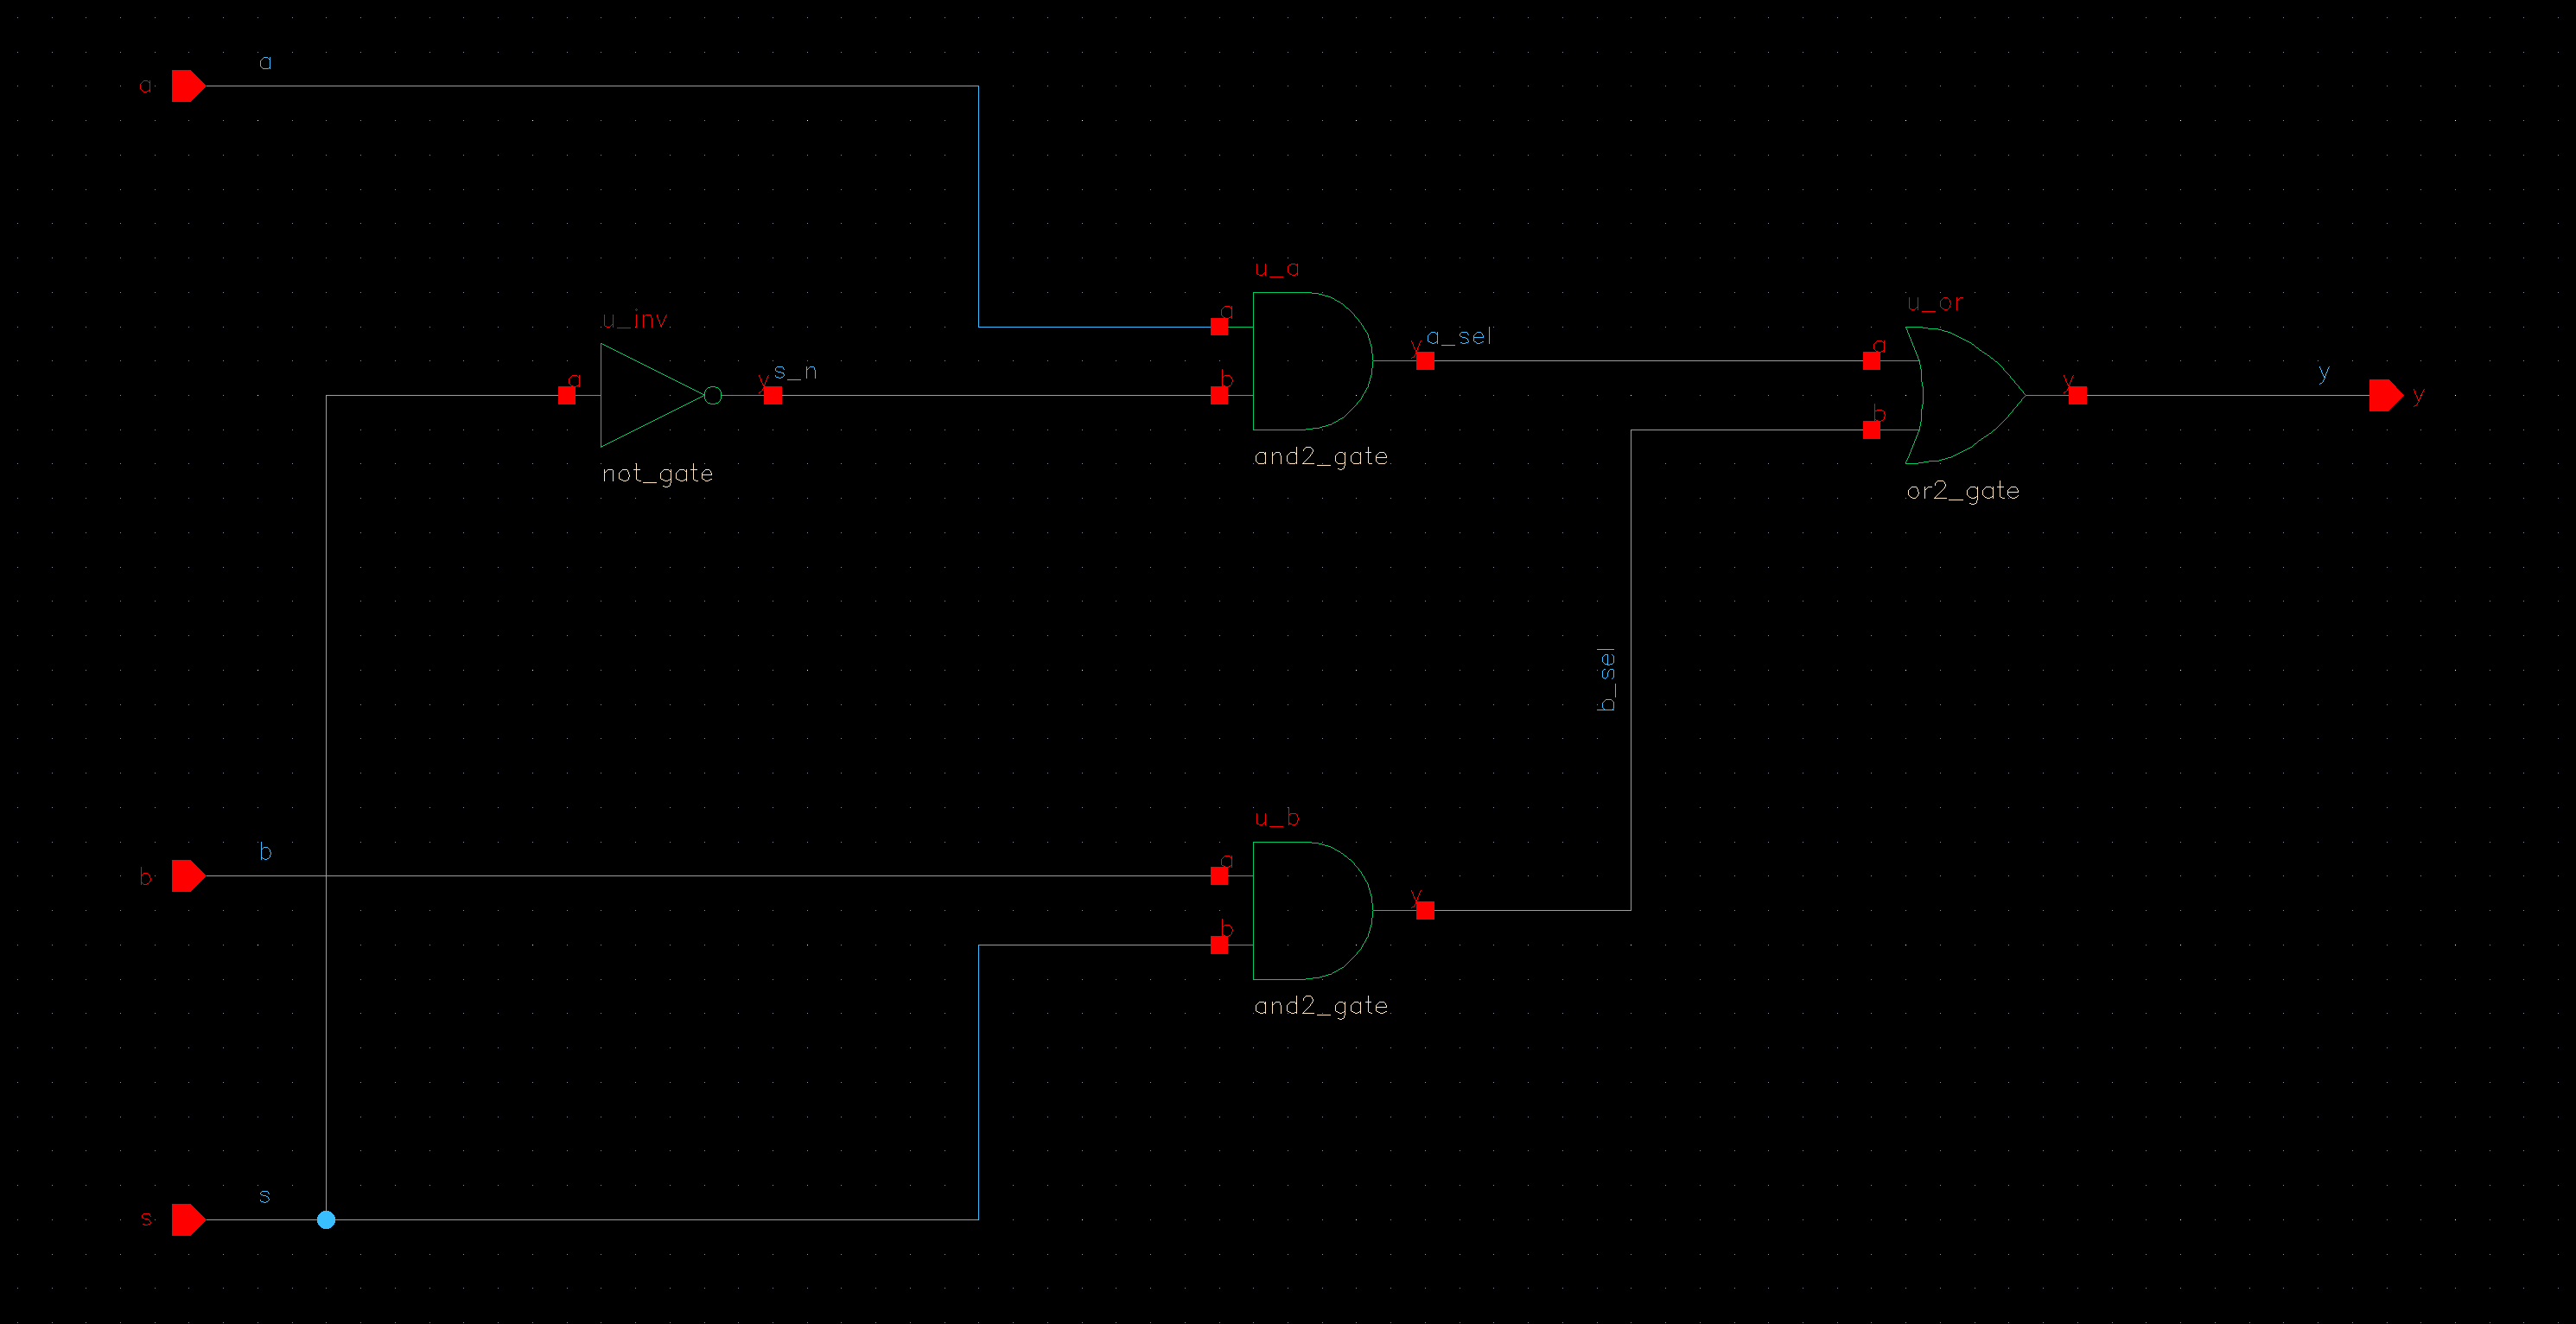 a
a
u_a
a
u_inv
u_or
y
a_sel
a
a
y
s_n
b
y
y
y
b
not_gate
and2_gate
or2_gate
b_sel
u_b
b
b
a
y
b
and2_gate
s
s